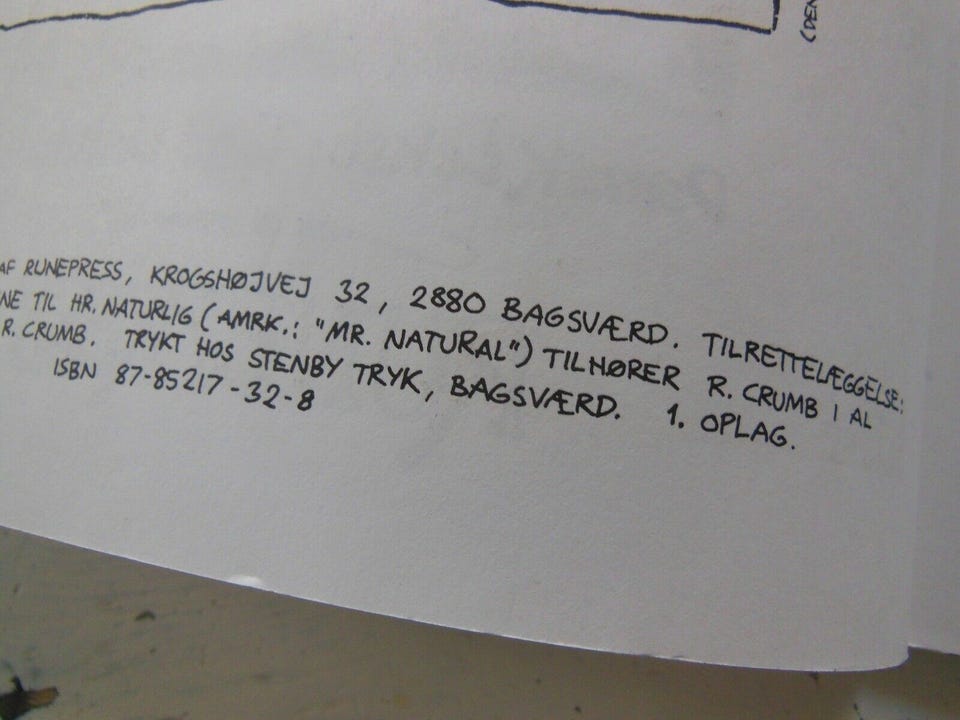 (DEN
AF RUNEPRESS, KROGSHØJVEJ 32, 2880 BAGSVÆRD. TILRETTELÆGGELSE:
NE TIL HR. NATURLIG (AMRK.: "MR. NATURAL") TILHØRER R. CRUMB I AL
R. CRUMB. TRYKT HOS STENBY TRYK, BAGSVÆRD. 1. OPLAG.
ISBN 87-85217-32-8